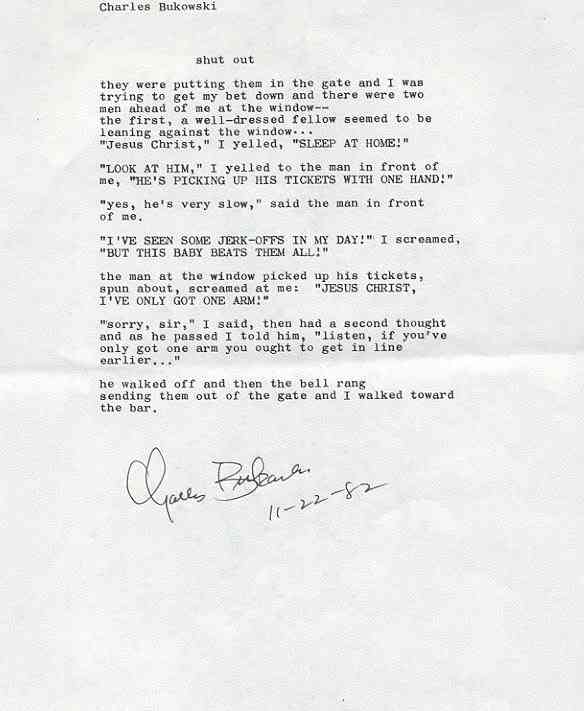 Charles Bukowski
shut out
they were putting them in the gate and I was
trying to get my bet down and there were two
men ahead of me at the window--
the first, a well-dressed fellow seemed to be
leaning against the window...
"Jesus Christ," I yelled, "SLEEP AT HOME!"
"LOOK AT HIM," I yelled to the man in front of
me, "HE'S PICKING UP HIS TICKETS WITH ONE HAND!"
"yes, he's very slow," said the man in front
of me.
"I'VE SEEN SOME JERK-OFFS IN MY DAY!" I screamed,
"BUT THIS BABY BEATS THEM ALL!"
the man at the window picked up his tickets,
spun about, screamed at me:  "JESUS CHRIST,
I'VE ONLY GOT ONE ARM!"
"sorry, sir," I said, then had a second thought
and as he passed I told him, "listen, if you've
only got one arm you ought to get in line
earlier..."
he walked off and then the bell rang
sending them out of the gate and I walked toward
the bar.
Charles Bukowski
11-22-82